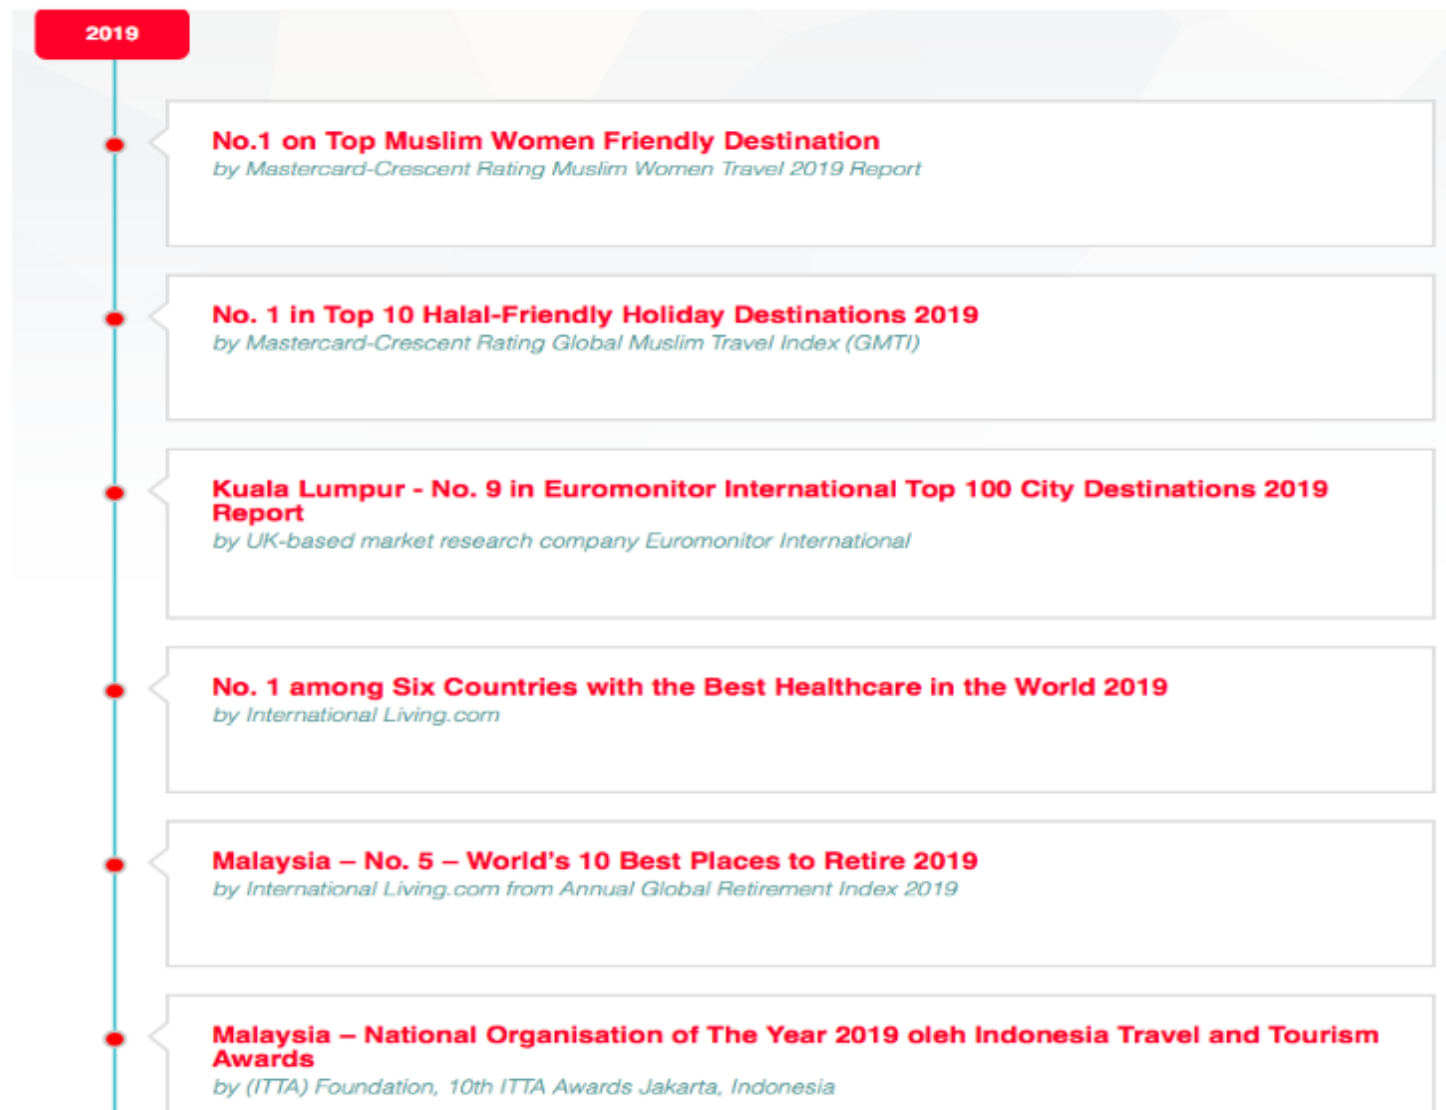 2019
No.1 on Top Muslim Women Friendly Destination
by Mastercard-Crescent Rating Muslim Women Travel 2019 Report
No. 1 in Top 10 Halal-Friendly Holiday Destinations 2019
by Mastercard-Crescent Rating Global Muslim Travel Index (GMTI)
Kuala Lumpur - No. 9 in Euromonitor International Top 100 City Destinations 2019
Report
by UK-based market research company Euromonitor International
No. 1 among Six Countries with the Best Healthcare in the World 2019
by International Living.com
Malaysia – No. 5 – World's 10 Best Places to Retire 2019
by International Living.com from Annual Global Retirement Index 2019
Malaysia – National Organisation of The Year 2019 oleh Indonesia Travel and Tourism
Awards
by (ITTA) Foundation, 10th ITTA Awards Jakarta, Indonesia